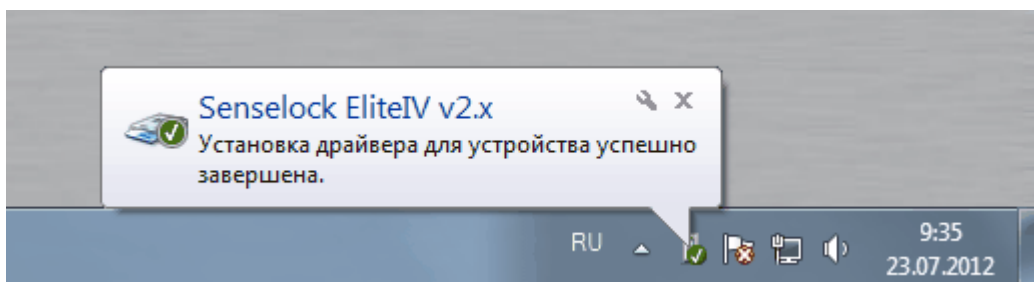 Senselock EliteIV v2.x
Установка драйвера для устройства успешно
завершена.
RU
9:35
23.07.2012